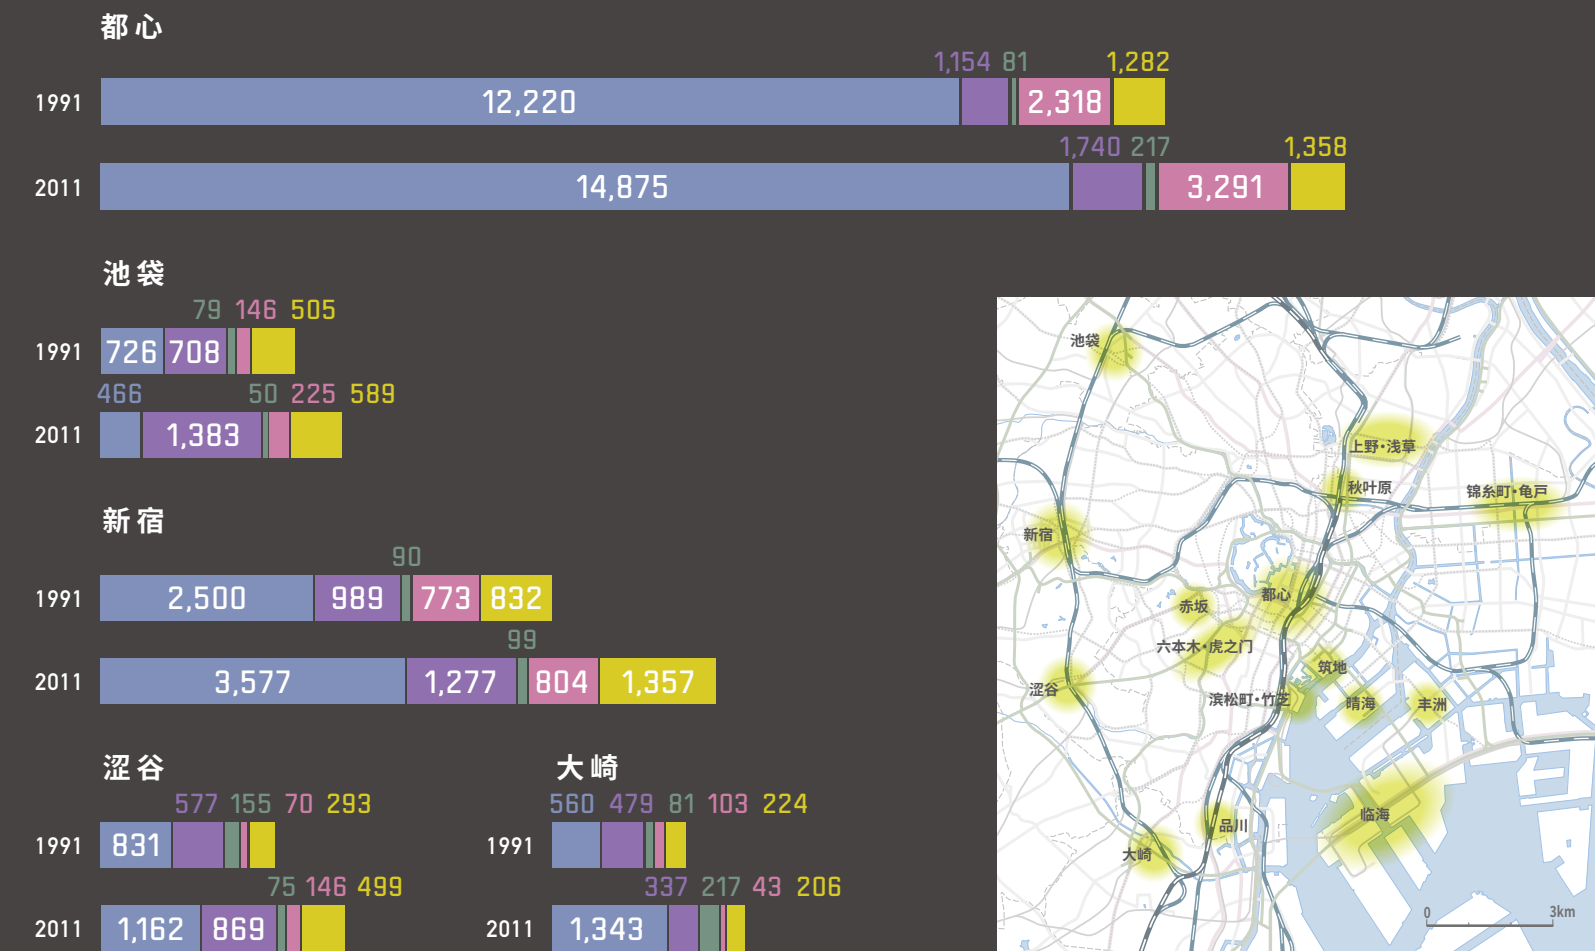 都心
1,154 81 1,282
1991 12,220 2,318
1,740 217 1,358
2011 14,875 3,291
池袋
79 146 505
1991 726 708
466 50 225 589
2011 1,383
新宿
90
1991 2,500 989 773 832
99
2011 3,577 1,277 804 1,357
涩谷
577 155 70 293
1991 831
75 146 499
2011 1,162 869
大崎
560 479 81 103 224
1991
337 217 43 206
2011 1,343
池袋
上野·浅草
秋叶原
锦糸町·龟戸
新宿
都心
赤坂
六本木·虎之门
筑地
涩谷
滨松町·竹芝
晴海
丰洲
临海
品川
大崎
0 3km